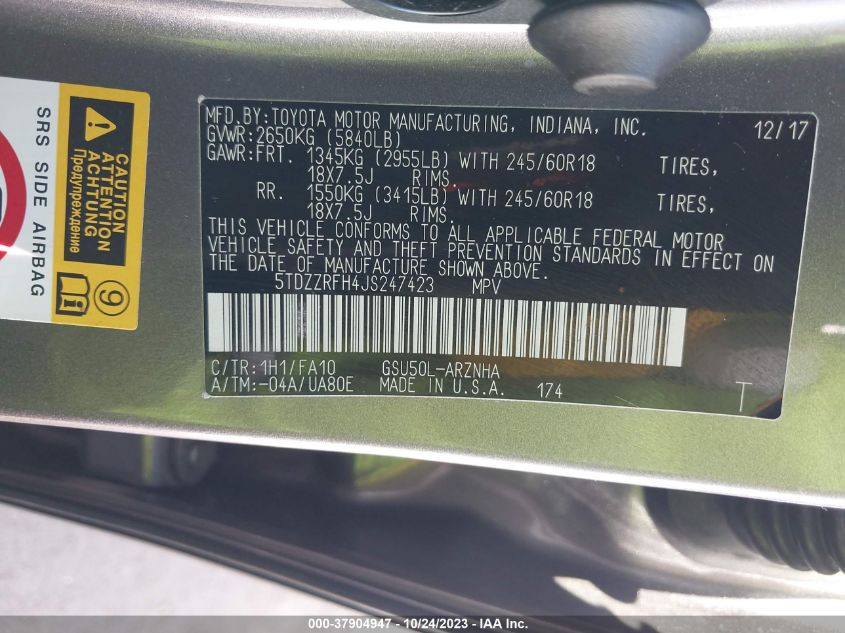 MFD.BY:TOYOTA MOTOR MANUFACTURING, INDIANA, INC. 12/17
GVWR:2650KG (5840LB)
GAWR:FRT. 1345KG (2955LB) WITH 245/60R18 TIRES,
18X7.5J RIMS.
RR. 1550KG (3415LB) WITH 245/60R18 TIRES,
18X7.5J RIMS.
THIS VEHICLE CONFORMS TO ALL APPLICABLE FEDERAL MOTOR
VEHICLE SAFETY AND THEFT PREVENTION STANDARDS IN EFFECT ON
THE DATE OF MANUFACTURE SHOWN ABOVE.
5TDZZRFH4JS247423 MPV
C/TR:1H1/FA10 GSU50L-ARZNHA
A/TM:-04A/UA80E MADE IN U.S.A. 174 T
SRS SIDE AIRBAG
ATTENTION
ACHTUNG
Предупреждение
9
000-37904947 - 10/24/2023 - IAA Inc.